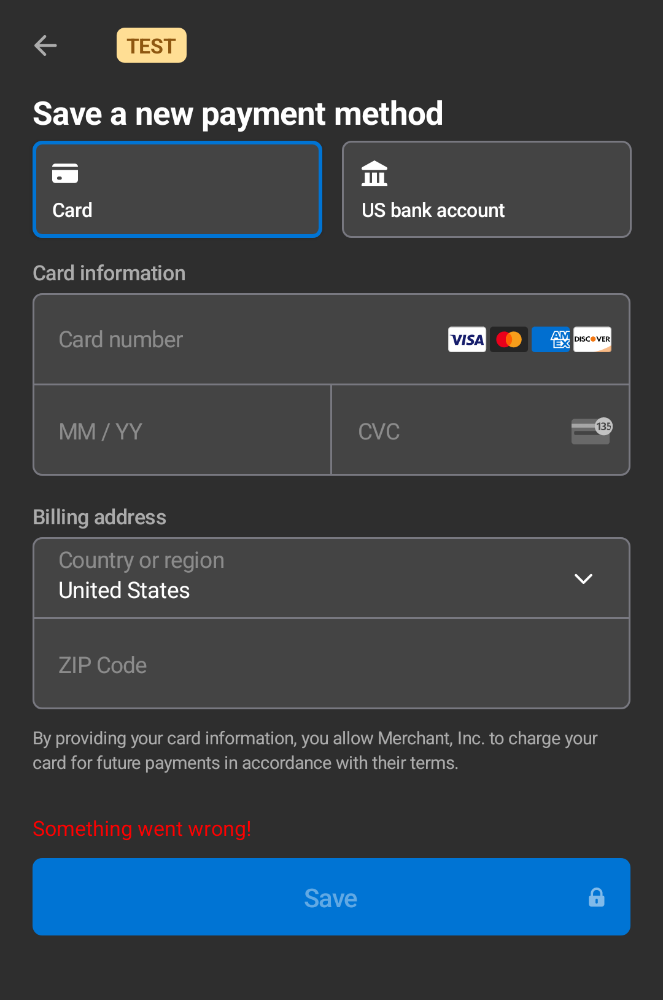 TEST
Save a new payment method
Card
US bank account
Card information
Card number
VISA
AM
EX
DISCOVER
MM / YY
CVC
135
Billing address
Country or region
United States
ZIP Code
By providing your card information, you allow Merchant, Inc. to charge your
card for future payments in accordance with their terms.
Something went wrong!
Save